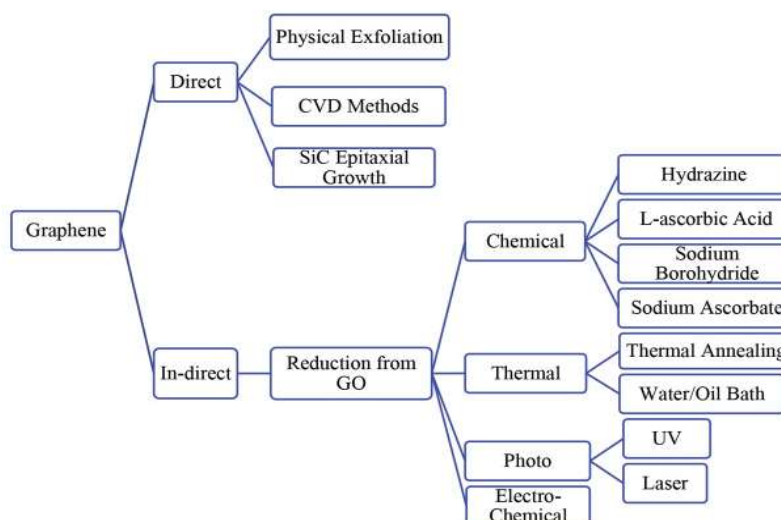 Physical Exfoliation
Direct
CVD Methods
SiC Epitaxial
Growth
Hydrazine
L-ascorbic Acid
Graphene
Chemical
Sodium
Borohydride
Sodium Ascorbate
Thermal Annealing
In-direct
Reduction from
GO
Thermal
Water/Oil Bath
UV
Photo
Laser
Electro-
Chemical